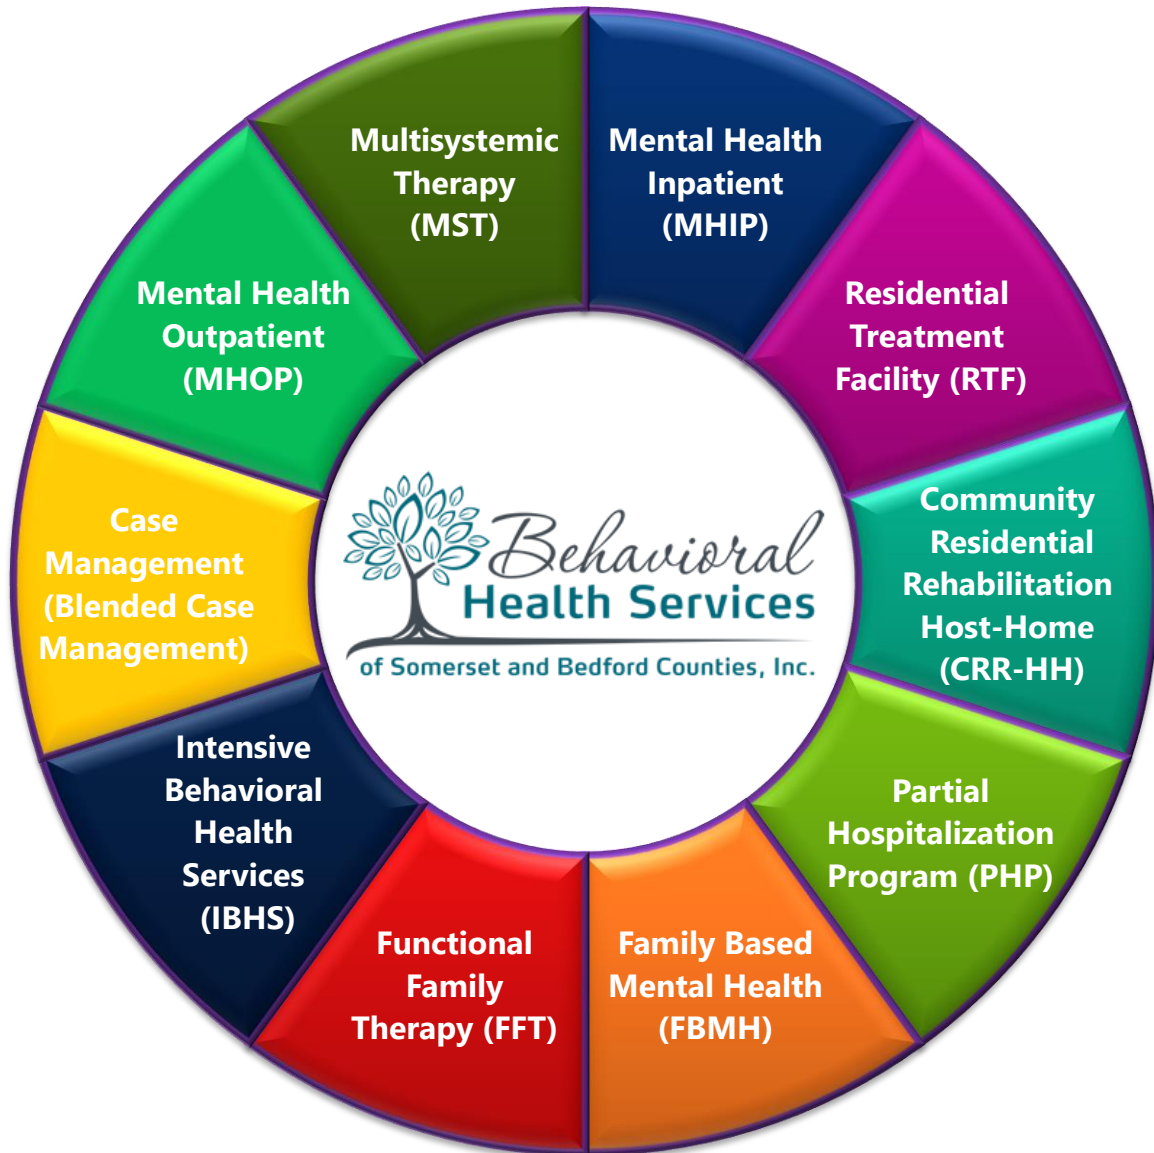 Multisystemic
Therapy
(MST)
Mental Health
Inpatient
(MHIP)
Residential
Treatment
Facility (RTF)
Community
Residential
Rehabilitation
Host-Home
(CRR-HH)
Partial
Hospitalization
Program (PHP)
Family Based
Mental Health
(FBMH)
Functional
Family
Therapy (FFT)
Intensive
Behavioral
Health
Services
(IBHS)
Case
Management
(Blended Case
Management)
Mental Health
Outpatient
(MHOP)
Behavioral
Health Services
of Somerset and Bedford Counties, Inc.